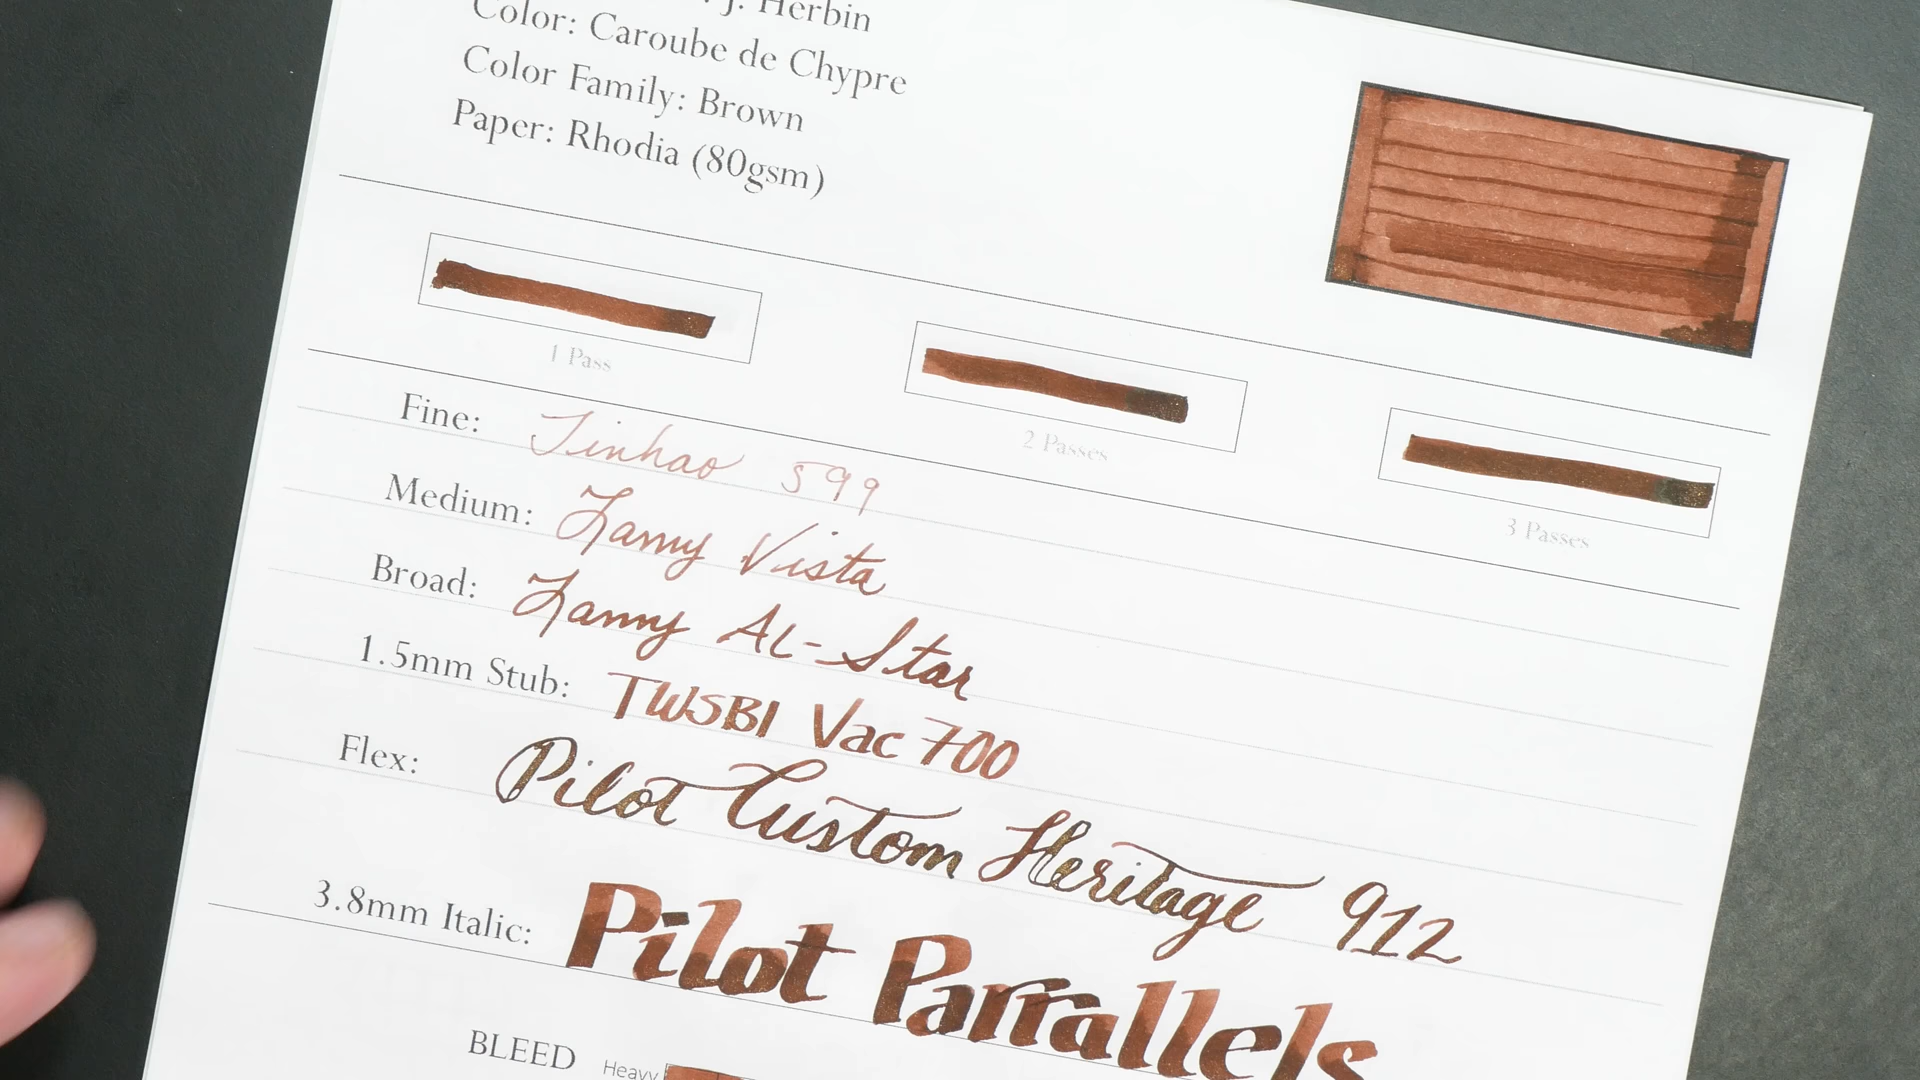 J. Herbin
Color: Caroube de Chypre
Color Family: Brown
Paper: Rhodia (80gsm)
1 Pass
2 Passes
3 Passes
Fine: Jinhao 599
Medium: Lamy Vista
Broad: Lamy AL-Star
1.5mm Stub: TWSBI Vac 700
Flex: Pilot Custom Heritage 912
3.8mm Italic: Pilot Parrallels
BLEED Heavy